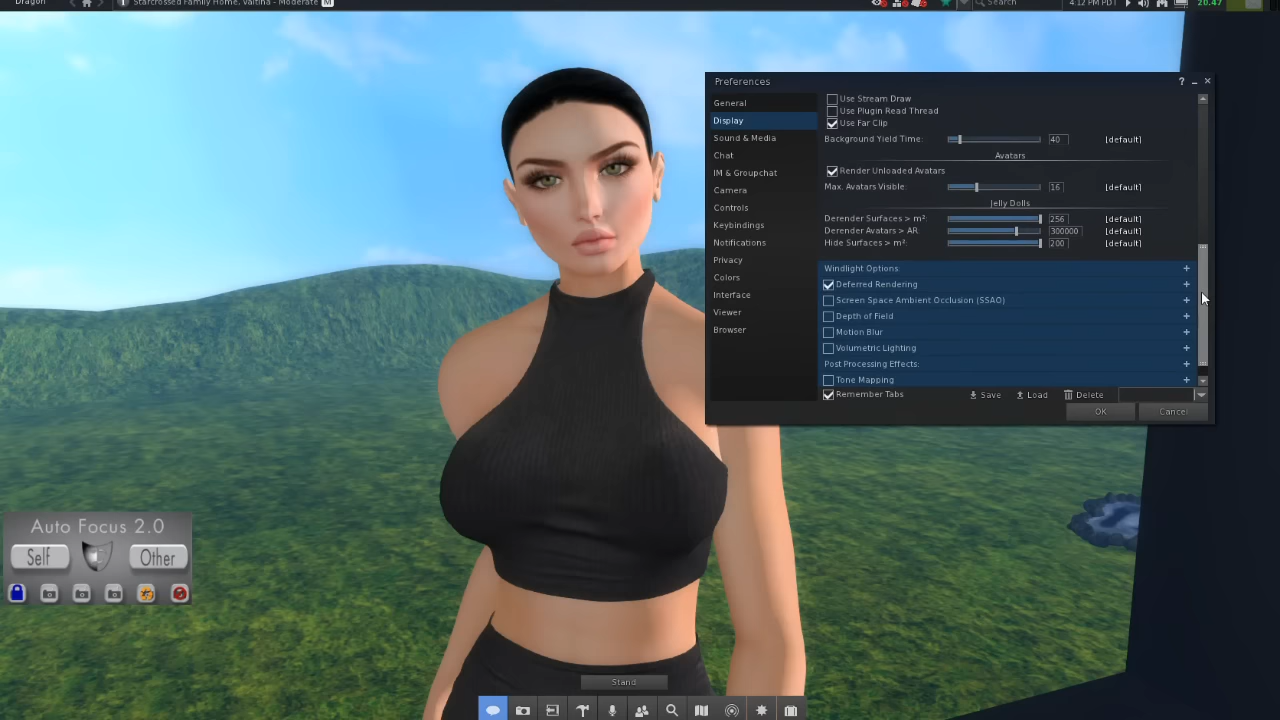 Dragon
Starcrossed Family Home, Valtina - Moderate M
Search
4:12 PM PDT
20.47
Preferences
? _ ×
General
Display
Sound & Media
Chat
IM & Groupchat
Camera
Controls
Keybindings
Notifications
Privacy
Colors
Interface
Viewer
Browser
Use Stream Draw
Use Plugin Read Thread
Use Far Clip
Background Yield Time: 40 [default]
Avatars
Render Unloaded Avatars
Max. Avatars Visible: 16 [default]
Jelly Dolls
Derender Surfaces > m²: 256 [default]
Derender Avatars > AR: 300000 [default]
Hide Surfaces > m²: 200 [default]
Windlight Options +
Deferred Rendering +
Screen Space Ambient Occlusion (SSAO) +
Depth of Field +
Motion Blur +
Volumetric Lighting +
Post Processing Effects: +
Tone Mapping +
Remember Tabs Save Load Delete
OK Cancel
Auto Focus 2.0
Self Other
Stand